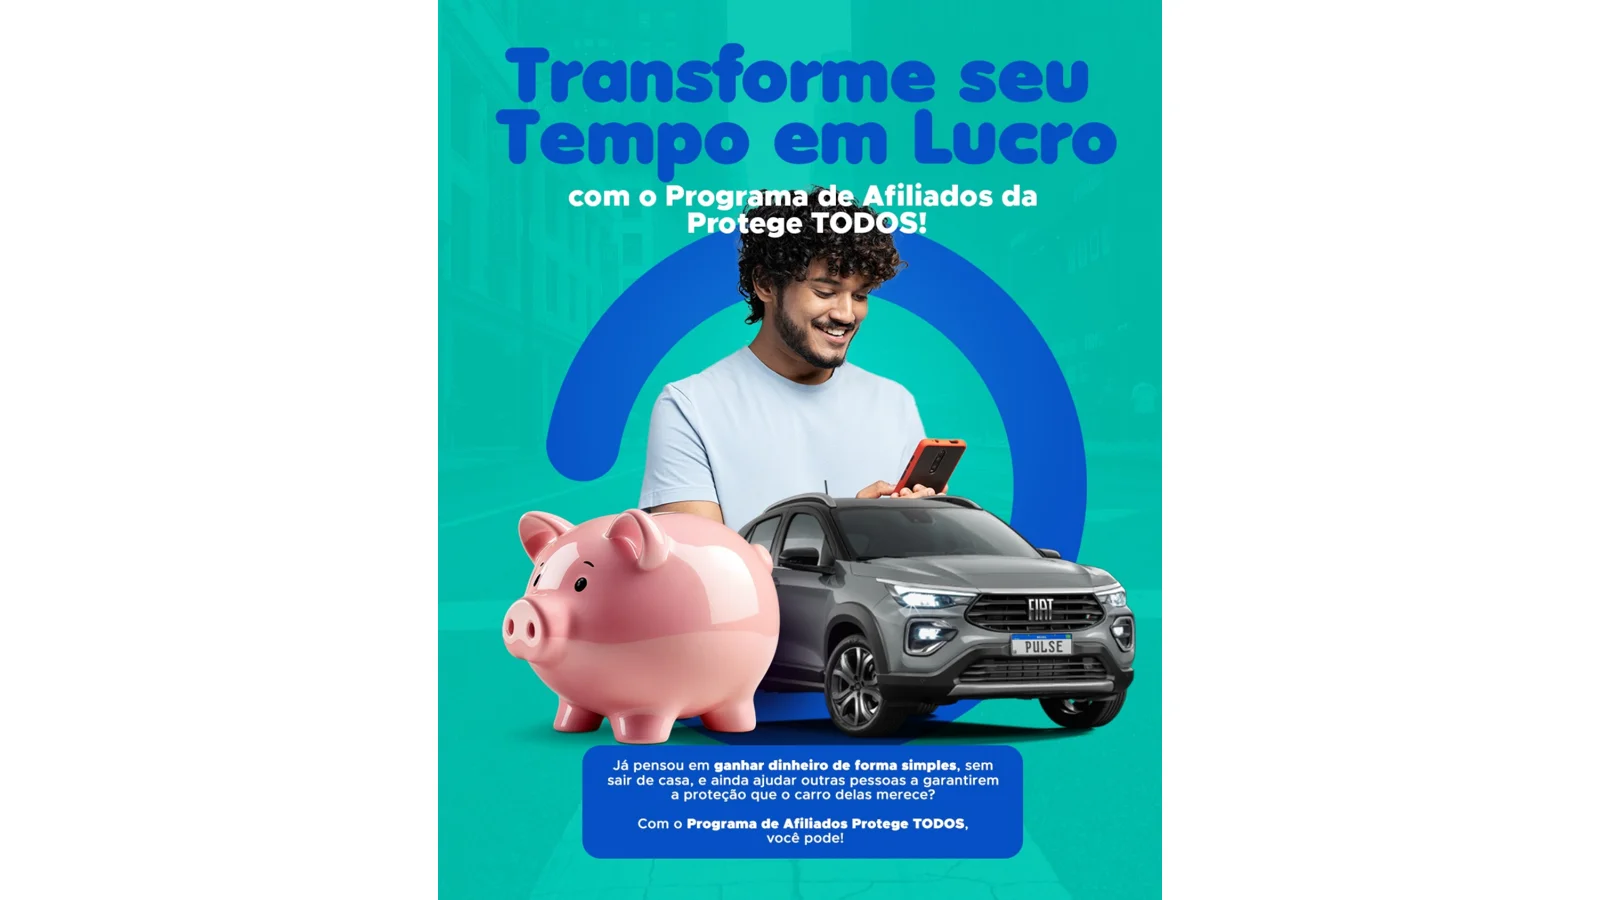 Transforme seu
Tempo em Lucro
com o Programa de Afiliados da
Protege TODOS!
FIAT
PULSE
Já pensou em ganhar dinheiro de forma simples, sem
sair de casa, e ainda ajudar outras pessoas a garantirem
a proteção que o carro delas merece?
Com o Programa de Afiliados Protege TODOS,
você pode!